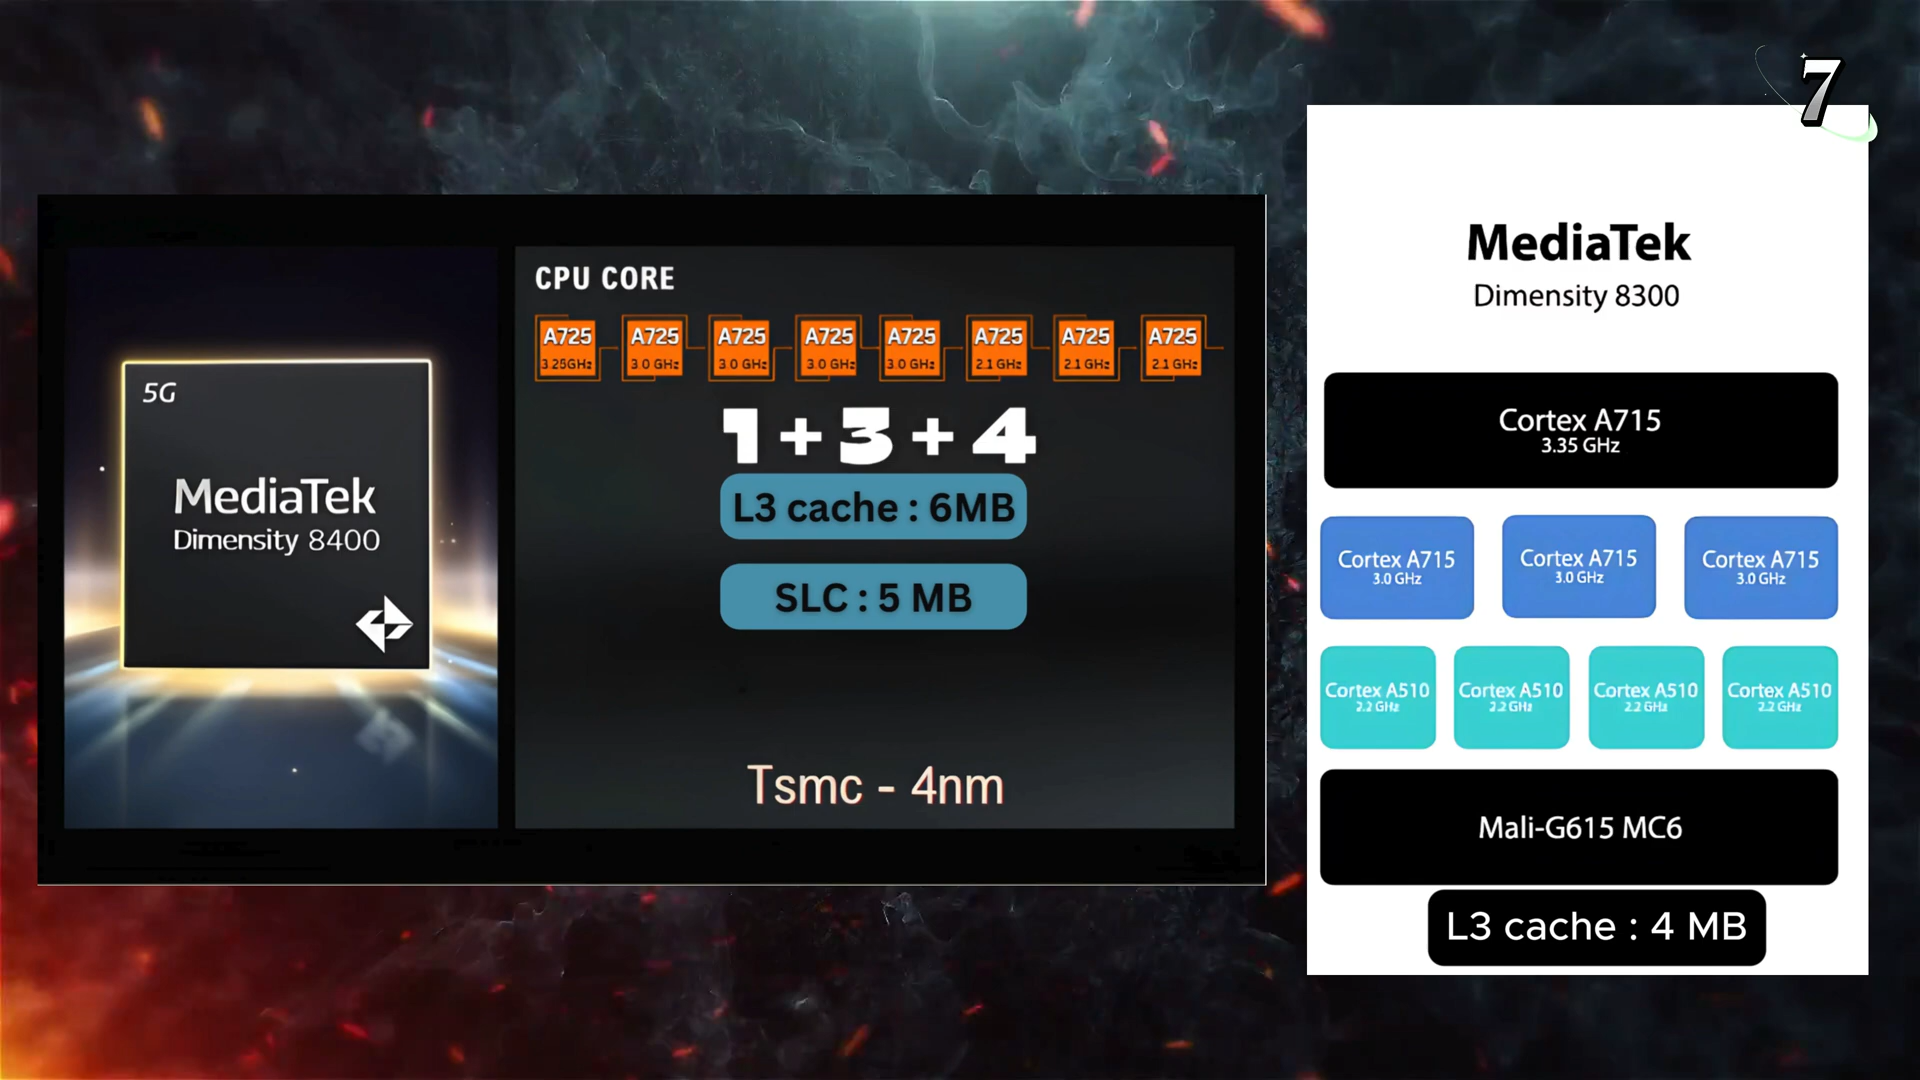 7
5G
MediaTek
Dimensity 8400
CPU CORE
A725 A725 A725 A725 A725 A725 A725 A725
3.25GHz 3.0 GHz 3.0 GHz 3.0 GHz 3.0 GHz 2.1 GHz 2.1 GHz 2.1 GHz
1+3+4
L3 cache : 6MB
SLC : 5 MB
Tsmc - 4nm
MediaTek
Dimensity 8300
Cortex A715
3.35 GHz
Cortex A715 Cortex A715 Cortex A715
3.0 GHz 3.0 GHz 3.0 GHz
Cortex A510 Cortex A510 Cortex A510 Cortex A510
2.2 GHz 2.2 GHz 2.2 GHz 2.2 GHz
Mali-G615 MC6
L3 cache : 4 MB